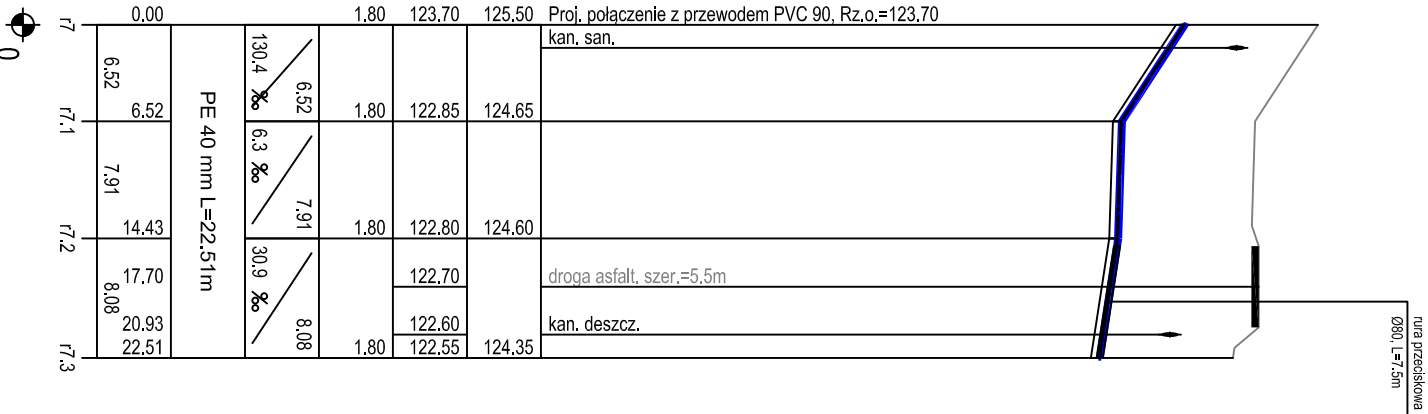 0.00 1.80 123.70 125.50 Proj. połączenie z przewodem PVC 90, Rz.o.=123.70
r7
kan. san.
0
6.52 130.4 ‰ 6.52
6.52 1.80 122.85 124.65
r7.1
PE 40 mm L=22.51m
7.91 6.3 ‰ 7.91
14.43 1.80 122.80 124.60
r7.2
17.70 122.70 droga asfalt. szer.=5,5m
8.08 30.9 ‰ 8.08
20.93 122.60 kan. deszcz.
22.51 1.80 122.55 124.35
r7.3
rura przeciskowa
Ø80, L=7.5m